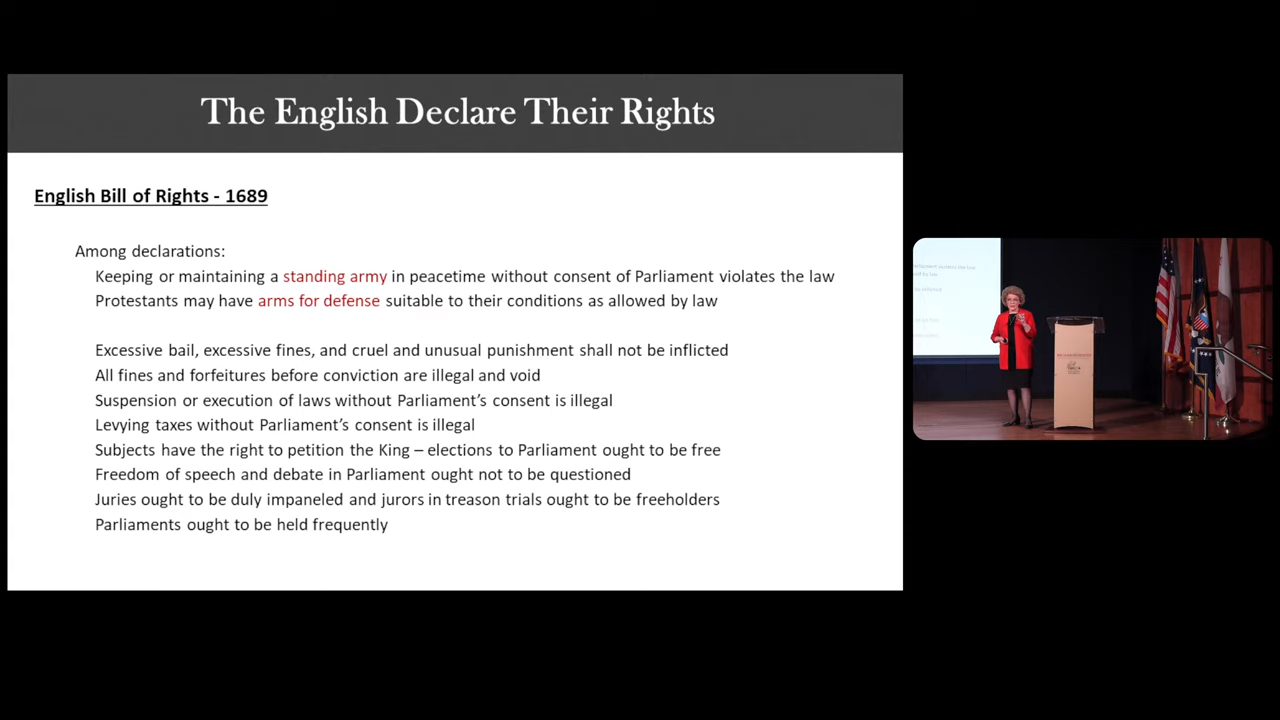 The English Declare Their Rights
English Bill of Rights - 1689
Among declarations:
Keeping or maintaining a standing army in peacetime without consent of Parliament violates the law
Protestants may have arms for defense suitable to their conditions as allowed by law
Excessive bail, excessive fines, and cruel and unusual punishment shall not be inflicted
All fines and forfeitures before conviction are illegal and void
Suspension or execution of laws without Parliament’s consent is illegal
Levying taxes without Parliament’s consent is illegal
Subjects have the right to petition the King – elections to Parliament ought to be free
Freedom of speech and debate in Parliament ought not to be questioned
Juries ought to be duly impaneled and jurors in treason trials ought to be freeholders
Parliaments ought to be held frequently